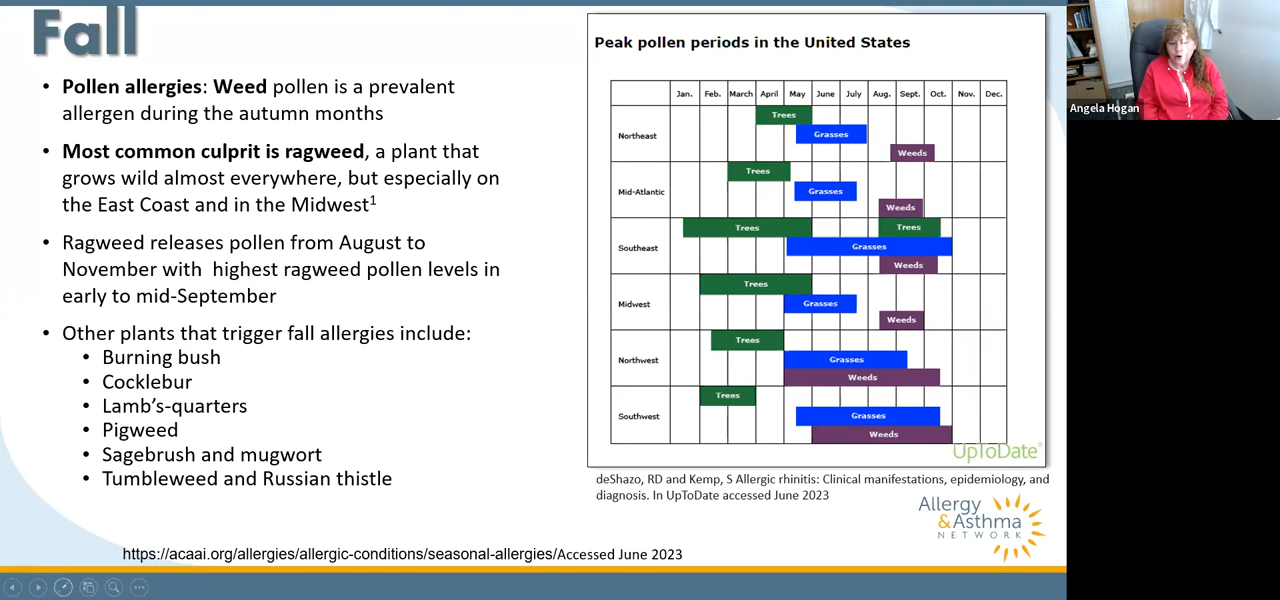 Fall
• Pollen allergies: Weed pollen is a prevalent
allergen during the autumn months
• Most common culprit is ragweed, a plant that
grows wild almost everywhere, but especially on
the East Coast and in the Midwest1
• Ragweed releases pollen from August to
November with highest ragweed pollen levels in
early to mid-September
• Other plants that trigger fall allergies include:
• Burning bush
• Cocklebur
• Lamb’s-quarters
• Pigweed
• Sagebrush and mugwort
• Tumbleweed and Russian thistle
Peak pollen periods in the United States
Jan. Feb. March April May June July Aug. Sept. Oct. Nov. Dec.
Trees
Northeast Grasses
Weeds
Trees
Mid-Atlantic Grasses
Weeds
Trees Trees
Southeast Grasses
Weeds
Trees
Midwest Grasses
Weeds
Trees
Northwest Grasses
Weeds
Trees
Southwest Grasses
Weeds
UpToDate®
deShazo, RD and Kemp, S Allergic rhinitis: Clinical manifestations, epidemiology, and
diagnosis. In UpToDate accessed June 2023
Allergy
&Asthma
NETWORK
https://acaai.org/allergies/allergic-conditions/seasonal-allergies/Accessed June 2023
Angela Hogan